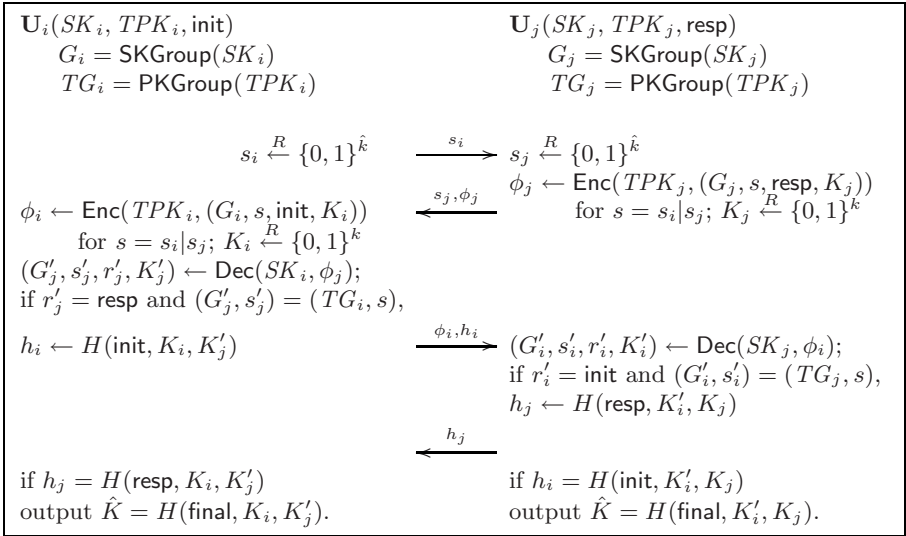 U_i(SK_i, TPK_i, init) U_j(SK_j, TPK_j, resp)
G_i = SKGroup(SK_i) G_j = SKGroup(SK_j)
TG_i = PKGroup(TPK_i) TG_j = PKGroup(TPK_j)
s_i ←^R {0, 1}^k̂ —s_i→ s_j ←^R {0, 1}^k̂
φ_j ← Enc(TPK_j, (G_j, s, resp, K_j))
φ_i ← Enc(TPK_i, (G_i, s, init, K_i)) ←s_j,φ_j— for s = s_i|s_j; K_j ←^R {0, 1}^k
for s = s_i|s_j; K_i ←^R {0, 1}^k
(G'_j, s'_j, r'_j, K'_j) ← Dec(SK_i, φ_j);
if r'_j = resp and (G'_j, s'_j) = (TG_i, s),
h_i ← H(init, K_i, K'_j) —φ_i,h_i→ (G'_i, s'_i, r'_i, K'_i) ← Dec(SK_j, φ_i);
if r'_i = init and (G'_i, s'_i) = (TG_j, s),
h_j ← H(resp, K'_i, K_j)
←h_j—
if h_j = H(resp, K_i, K'_j) if h_i = H(init, K'_i, K_j)
output K̂ = H(final, K_i, K'_j). output K̂ = H(final, K'_i, K_j).